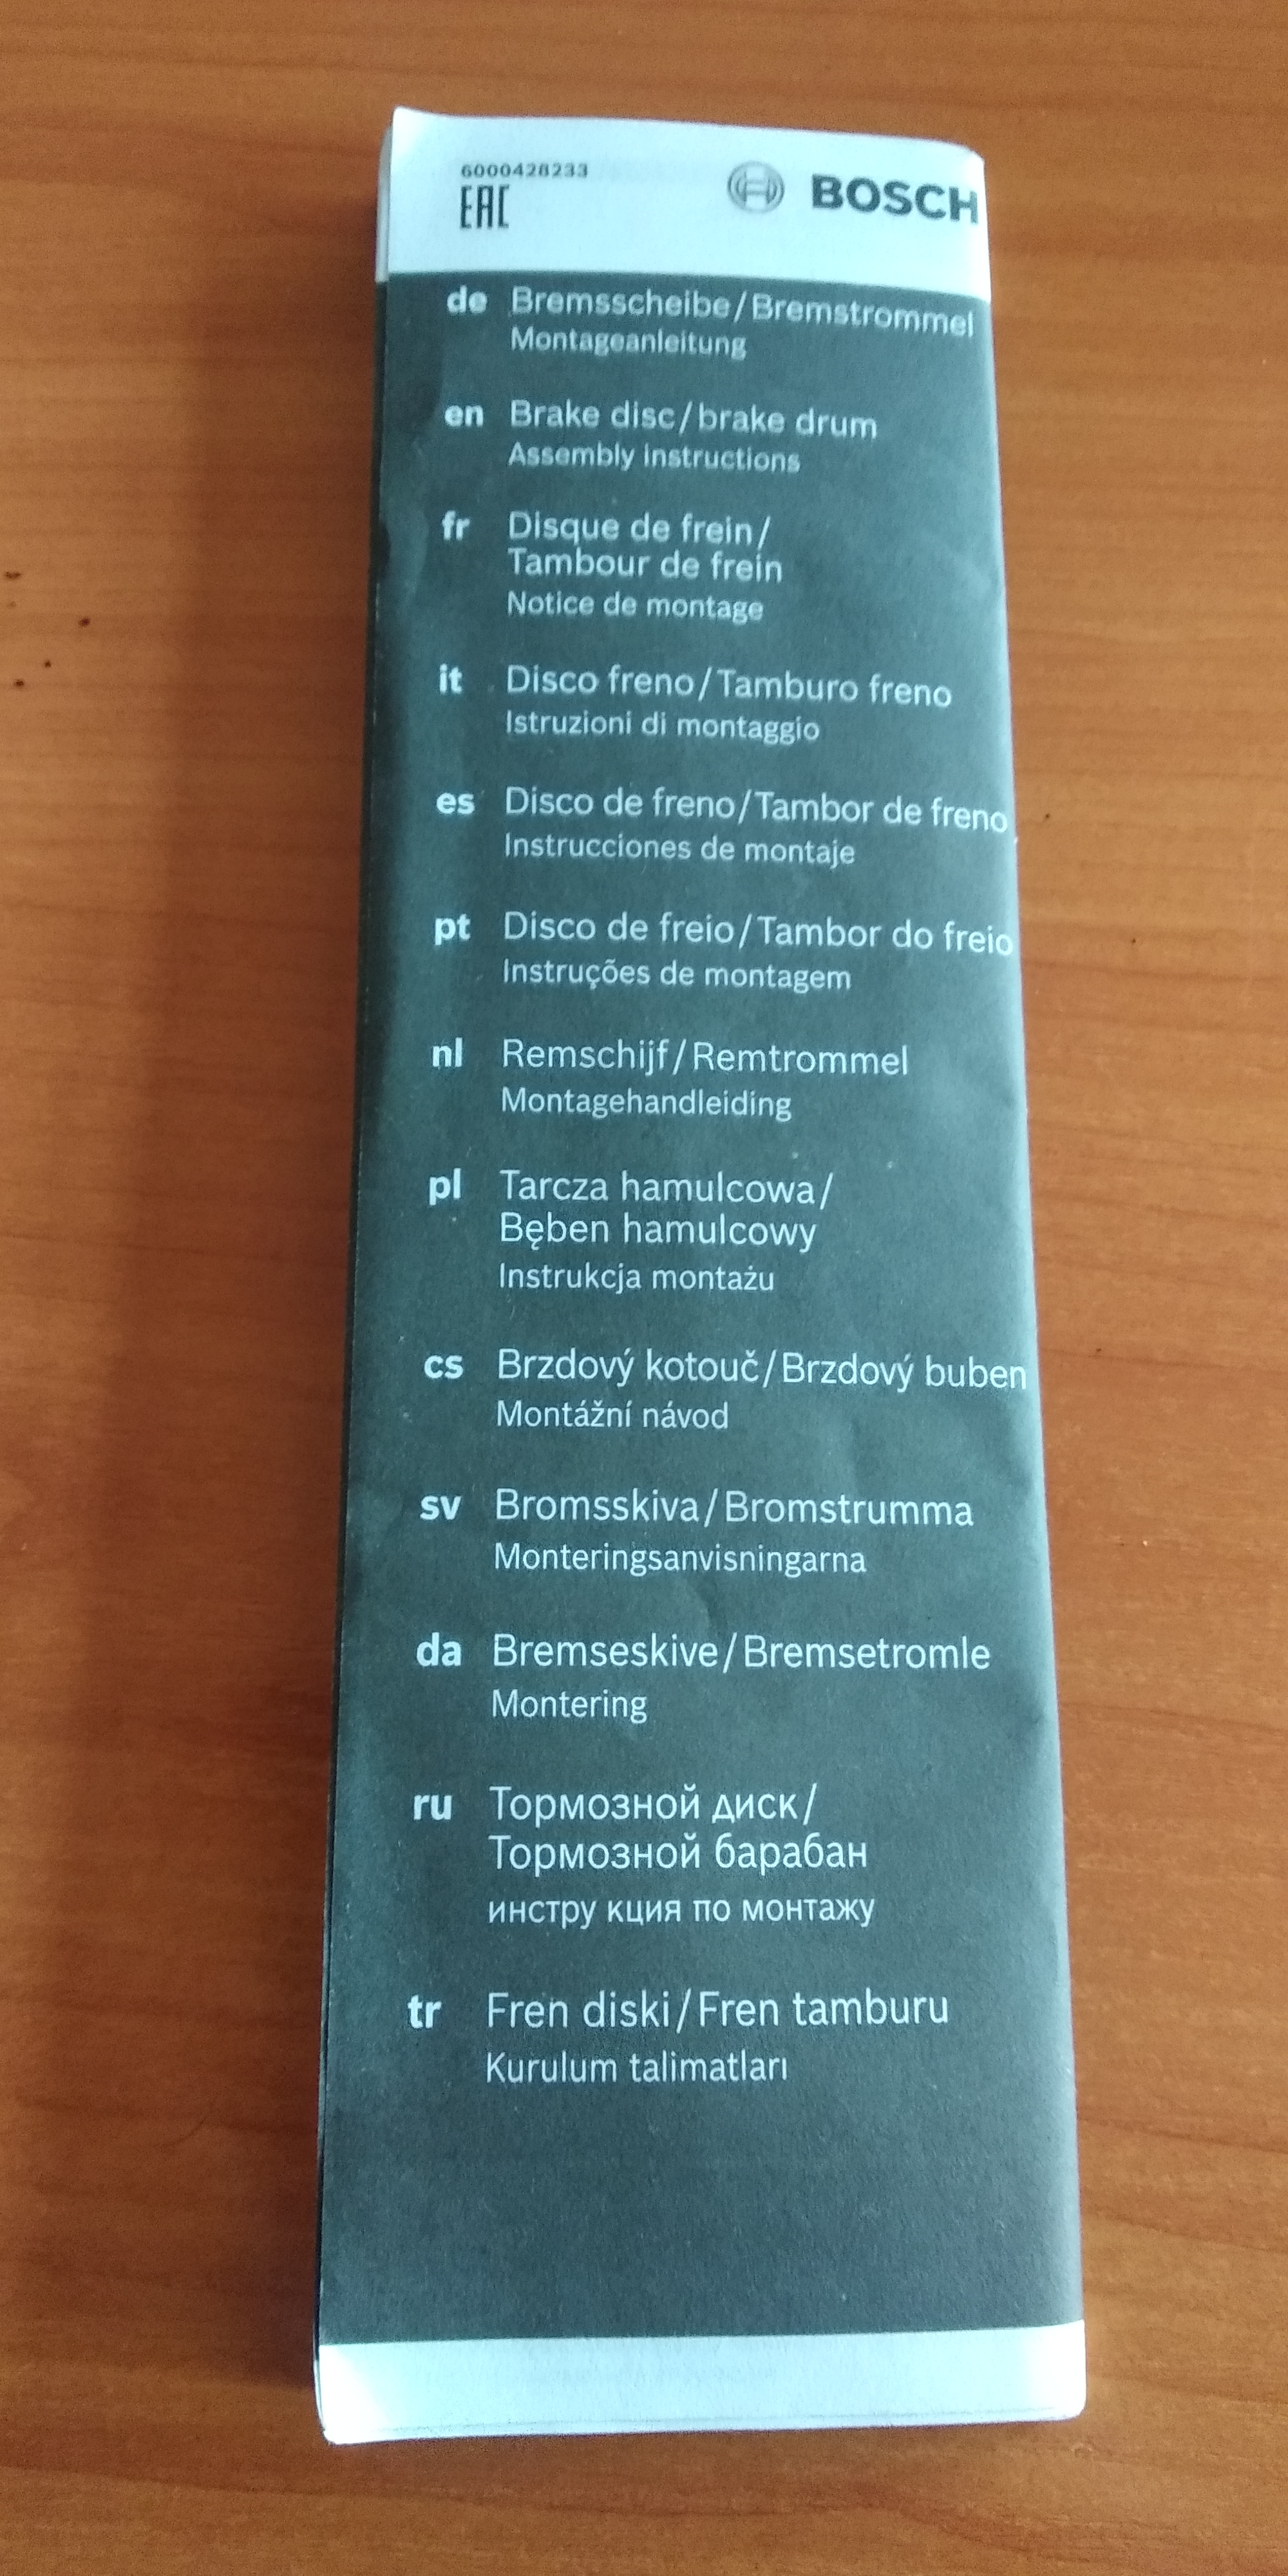 6000428233
EAC
BOSCH
de Bremsscheibe/Bremstrommel
Montageanleitung
en Brake disc/brake drum
Assembly instructions
fr Disque de frein/
Tambour de frein
Notice de montage
it Disco freno/Tamburo freno
Istruzioni di montaggio
es Disco de freno/Tambor de freno
Instrucciones de montaje
pt Disco de freio/Tambor do freio
Instruções de montagem
nl Remschijf/Remtrommel
Montagehandleiding
pl Tarcza hamulcowa/
Bęben hamulcowy
Instrukcja montażu
cs Brzdový kotouč/Brzdový buben
Montážní návod
sv Bromsskiva/Bromstrumma
Monteringsanvisningarna
da Bremseskive/Bremsetromle
Montering
ru Тормозной диск/
Тормозной барабан
инстру кция по монтажу
tr Fren diski/Fren tamburu
Kurulum talimatları